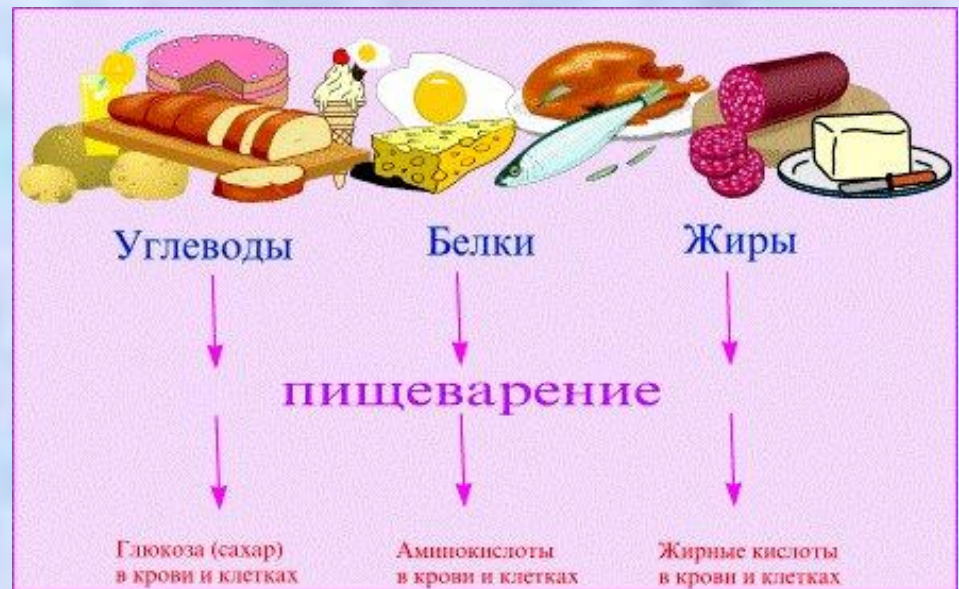 Углеводы Белки Жиры
пищеварение
Глюкоза (сахар) Аминокислоты Жирные кислоты
в крови и клетках в крови и клетках в крови и клетках